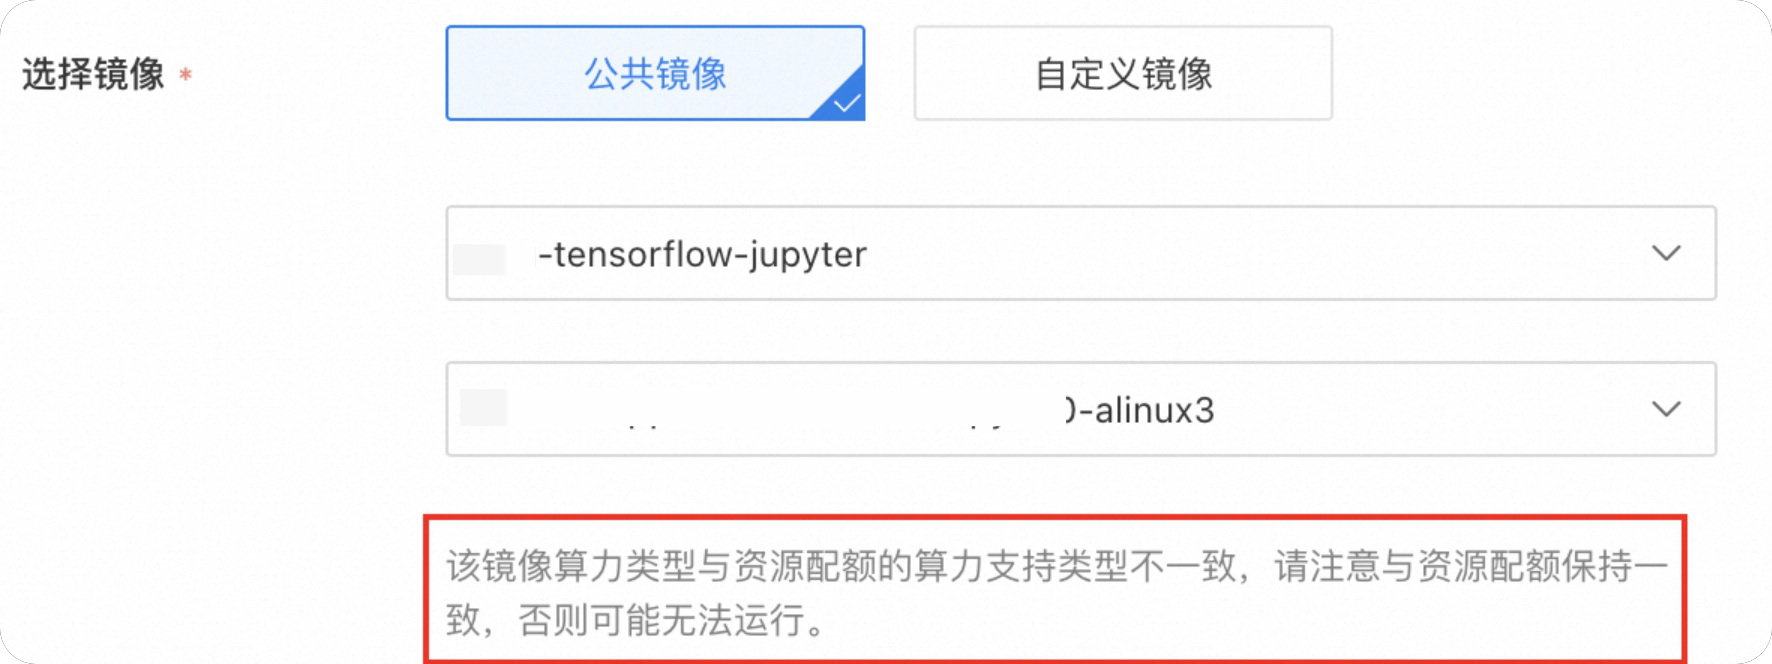 选择镜像 *
公共镜像
自定义镜像
-tensorflow-jupyter
-alinux3
该镜像算力类型与资源配额的算力支持类型不一致，请注意与资源配额保持一
致，否则可能无法运行。